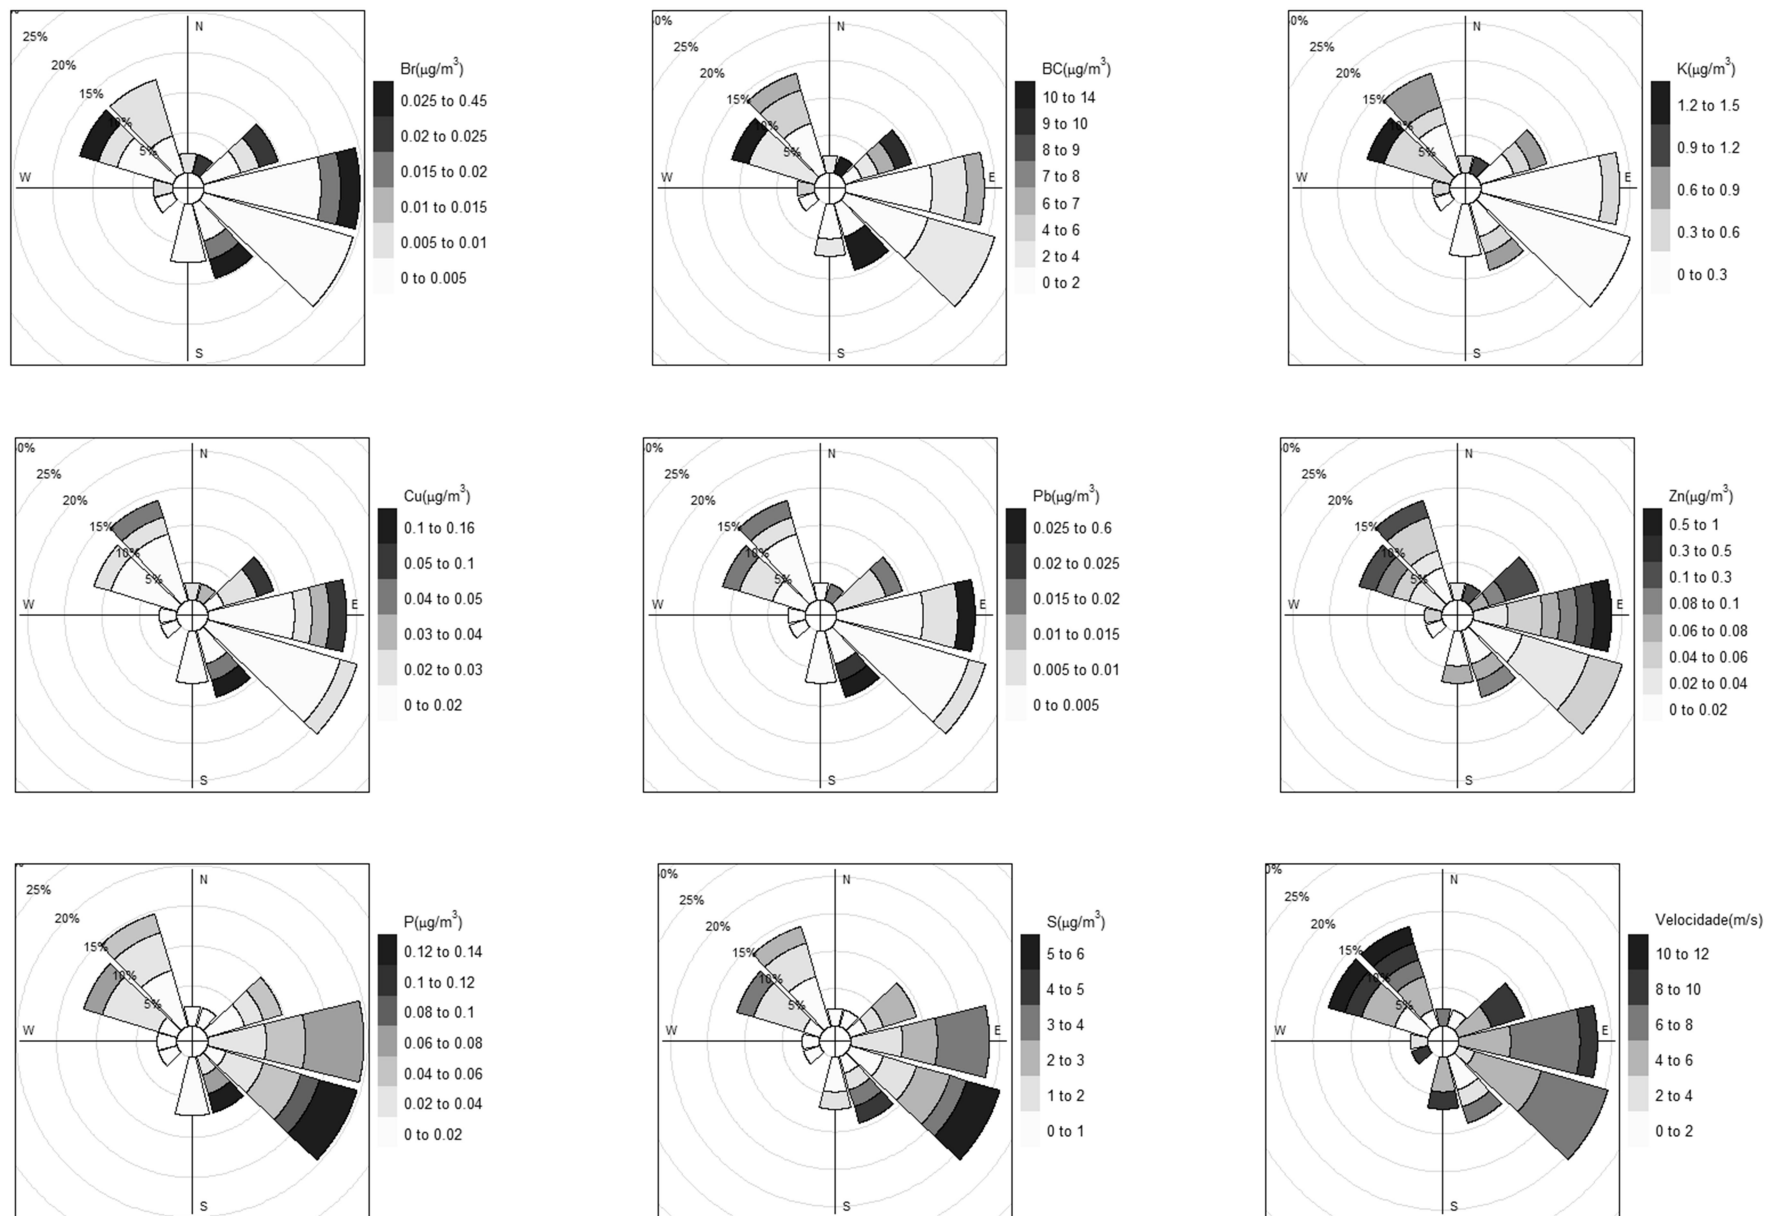 25%
20%
15%
10%
5%
N
W
S
Br(μg/m³)
0.025 to 0.45
0.02 to 0.025
0.015 to 0.02
0.01 to 0.015
0.005 to 0.01
0 to 0.005
0%
25%
20%
15%
10%
5%
N
W
E
S
BC(μg/m³)
10 to 14
9 to 10
8 to 9
7 to 8
6 to 7
4 to 6
2 to 4
0 to 2
0%
25%
20%
15%
10%
5%
N
W
E
S
K(μg/m³)
1.2 to 1.5
0.9 to 1.2
0.6 to 0.9
0.3 to 0.6
0 to 0.3
0%
25%
20%
15%
10%
5%
N
W
E
S
Cu(μg/m³)
0.1 to 0.16
0.05 to 0.1
0.04 to 0.05
0.03 to 0.04
0.02 to 0.03
0 to 0.02
0%
25%
20%
15%
10%
5%
N
W
E
S
Pb(μg/m³)
0.025 to 0.6
0.02 to 0.025
0.015 to 0.02
0.01 to 0.015
0.005 to 0.01
0 to 0.005
0%
25%
20%
15%
10%
5%
N
W
E
S
Zn(μg/m³)
0.5 to 1
0.3 to 0.5
0.1 to 0.3
0.08 to 0.1
0.06 to 0.08
0.04 to 0.06
0.02 to 0.04
0 to 0.02
25%
20%
15%
10%
5%
N
W
S
P(μg/m³)
0.12 to 0.14
0.1 to 0.12
0.08 to 0.1
0.06 to 0.08
0.04 to 0.06
0.02 to 0.04
0 to 0.02
0%
25%
20%
15%
10%
5%
N
W
E
S
S(μg/m³)
5 to 6
4 to 5
3 to 4
2 to 3
1 to 2
0 to 1
0%
25%
20%
15%
10%
5%
N
W
E
S
Velocidade(m/s)
10 to 12
8 to 10
6 to 8
4 to 6
2 to 4
0 to 2